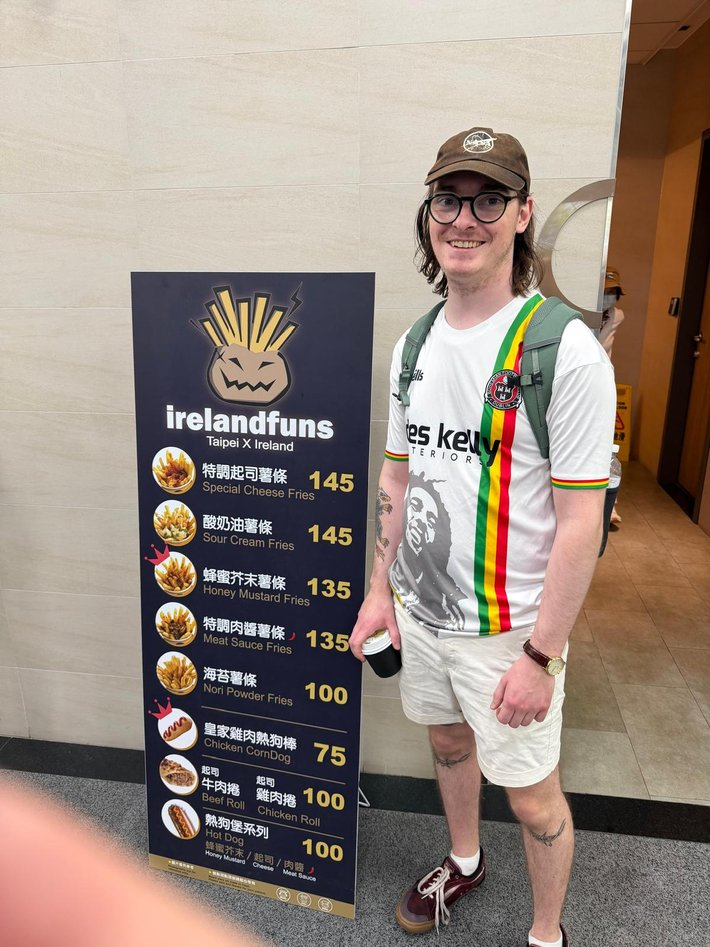 irelandfuns
Taipei X Ireland
特調起司薯條 145
Special Cheese Fries
酸奶油薯條 145
Sour Cream Fries
蜂蜜芥末薯條 135
Honey Mustard Fries
特調肉醬薯條 135
Meat Sauce Fries
海苔薯條 100
Nori Powder Fries
皇家雞肉熱狗棒 75
Chicken CornDog
起司 起司
牛肉捲 雞肉捲 100
Beef Roll Chicken Roll
熱狗堡系列
Hot Dog 100
蜂蜜芥末 / 起司 / 肉醬
Honey Mustard Cheese Meat Sauce
es kelly
TERIORS
DUBLIN